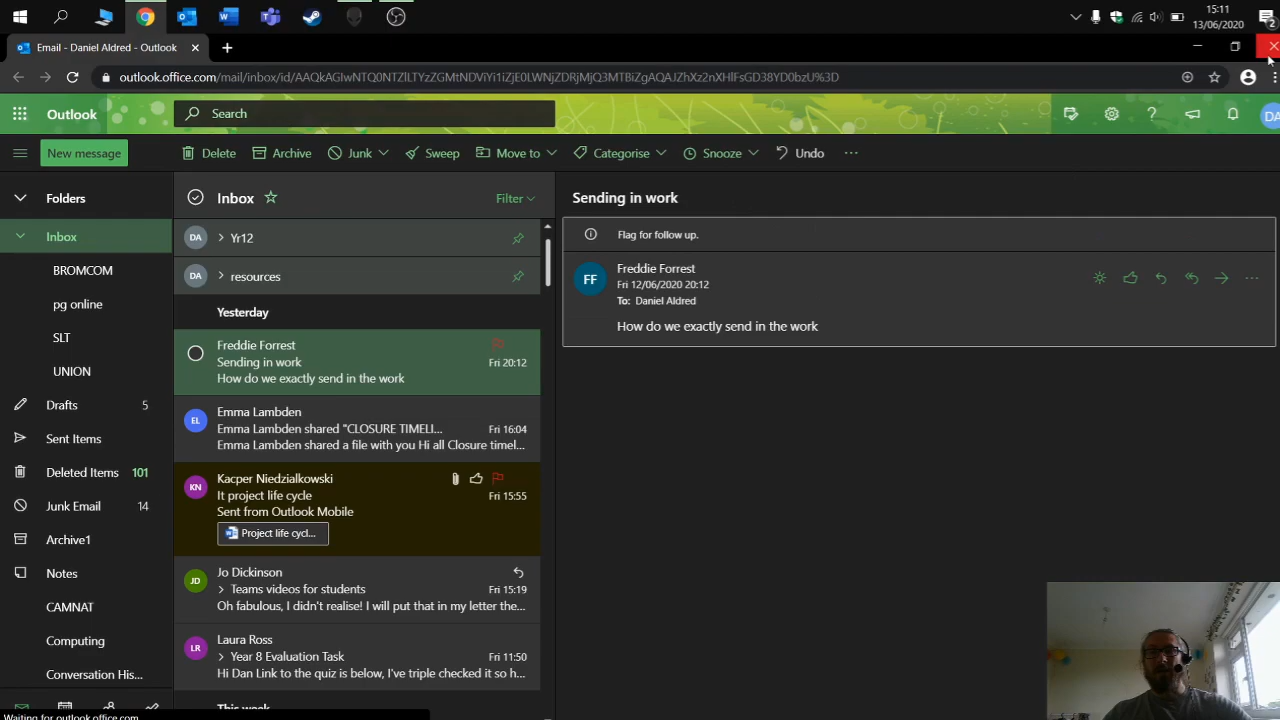 15:11
13/06/2020
2
Email - Daniel Aldred - Outlook
Outlook
Search
DA
New message
Delete
Archive
Junk
Sweep
Move to
Categorise
Snooze
Undo
Folders
Inbox
BROMCOM
pg online
SLT
UNION
Drafts 5
Sent Items
Deleted Items 101
Junk Email 14
Archive1
Notes
CAMNAT
Computing
Conversation His...
Waiting for outlook.office.com
Inbox
Filter
DA
Yr12
DA
resources
Yesterday
Freddie Forrest
Sending in work Fri 20:12
How do we exactly send in the work
EL
Emma Lambden
Emma Lambden shared "CLOSURE TIMELI... Fri 16:04
Emma Lambden shared a file with you Hi all Closure timel...
KN
Kacper Niedzialkowski
It project life cycle Fri 15:55
Sent from Outlook Mobile
Project life cycl...
JD
Jo Dickinson
Teams videos for students Fri 15:19
Oh fabulous, I didn't realise! I will put that in my letter the...
LR
Laura Ross
Year 8 Evaluation Task Fri 11:50
Hi Dan Link to the quiz is below, I've triple checked it so h...
This week
Sending in work
Flag for follow up.
FF
Freddie Forrest
Fri 12/06/2020 20:12
To: Daniel Aldred
How do we exactly send in the work